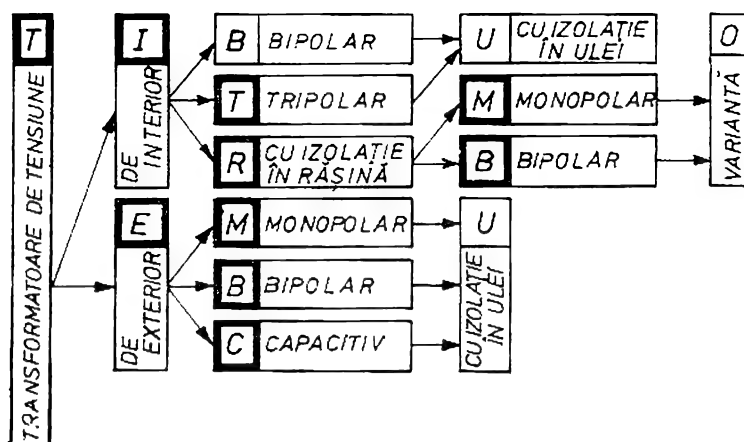 T
TRANSFORMATOARE DE TENSIUNE
I
DE INTERIOR
B BIPOLAR
T TRIPOLAR
R CU IZOLAȚIE
ÎN RĂȘINĂ
U CU IZOLAȚIE
ÎN ULEI
M MONOPOLAR
B BIPOLAR
O
VARIANTĂ
E
DE EXTERIOR
M MONOPOLAR
B BIPOLAR
C CAPACITIV
U
CU IZOLAȚIE
ÎN ULEI